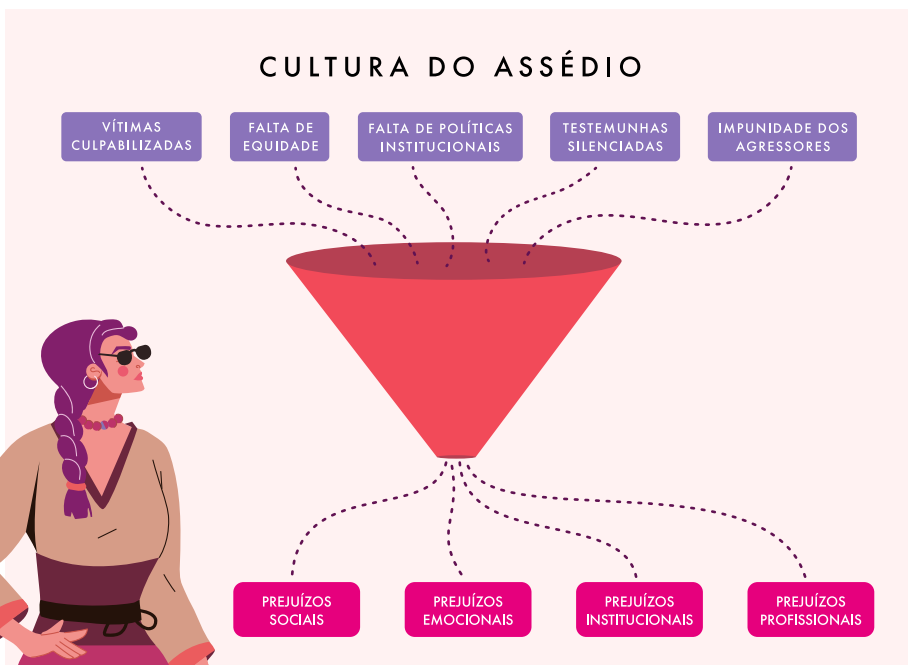 CULTURA DO ASSÉDIO
VÍTIMAS
CULPABILIZADAS
FALTA DE
EQUIDADE
FALTA DE POLÍTICAS
INSTITUCIONAIS
TESTEMUNHAS
SILENCIADAS
IMPUNIDADE DOS
AGRESSORES
PREJUÍZOS
SOCIAIS
PREJUÍZOS
EMOCIONAIS
PREJUÍZOS
INSTITUCIONAIS
PREJUÍZOS
PROFISSIONAIS